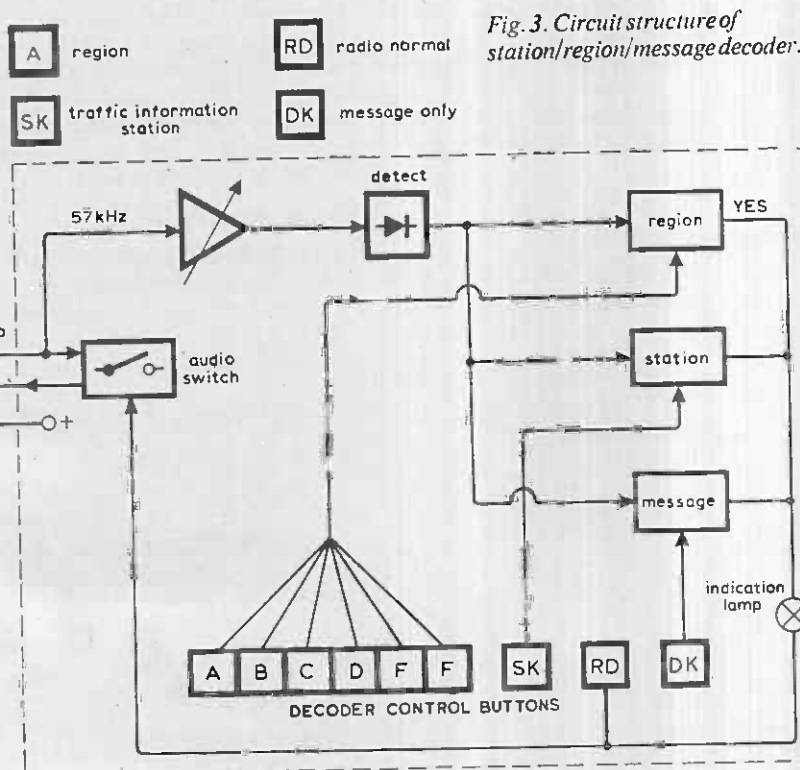 Fig. 3. Circuit structure of
station/region/message decoder.
A region
RD radio normal
SK traffic information
station
DK message only
detect
57kHz
region
YES
audio
switch
station
+
message
indication
lamp
A B C D F F
SK
RD
DK
DECODER CONTROL BUTTONS